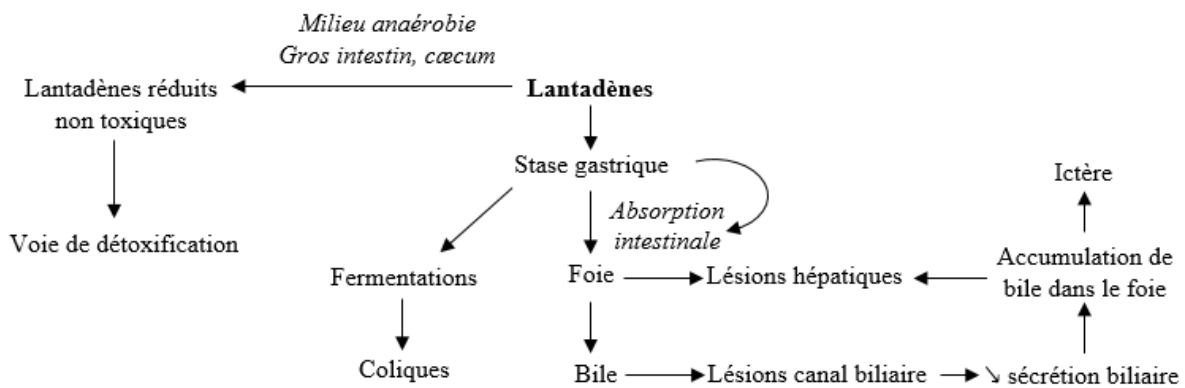 Milieu anaérobie
Gros intestin, cæcum
Lantadènes réduits
non toxiques
Lantadènes
Stase gastrique
Ictère
Absorption
intestinale
Voie de détoxification
Fermentations
Foie
Lésions hépatiques
Accumulation de
bile dans le foie
Coliques
Bile
Lésions canal biliaire
↘ sécrétion biliaire